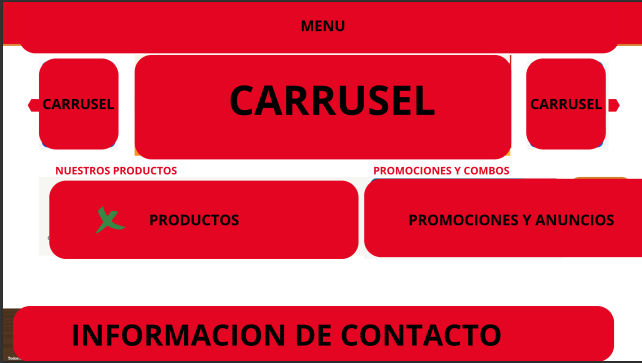 MENU
CARRUSEL
CARRUSEL
CARRUSEL
NUESTROS PRODUCTOS
PROMOCIONES Y COMBOS
PRODUCTOS
PROMOCIONES Y ANUNCIOS
INFORMACION DE CONTACTO